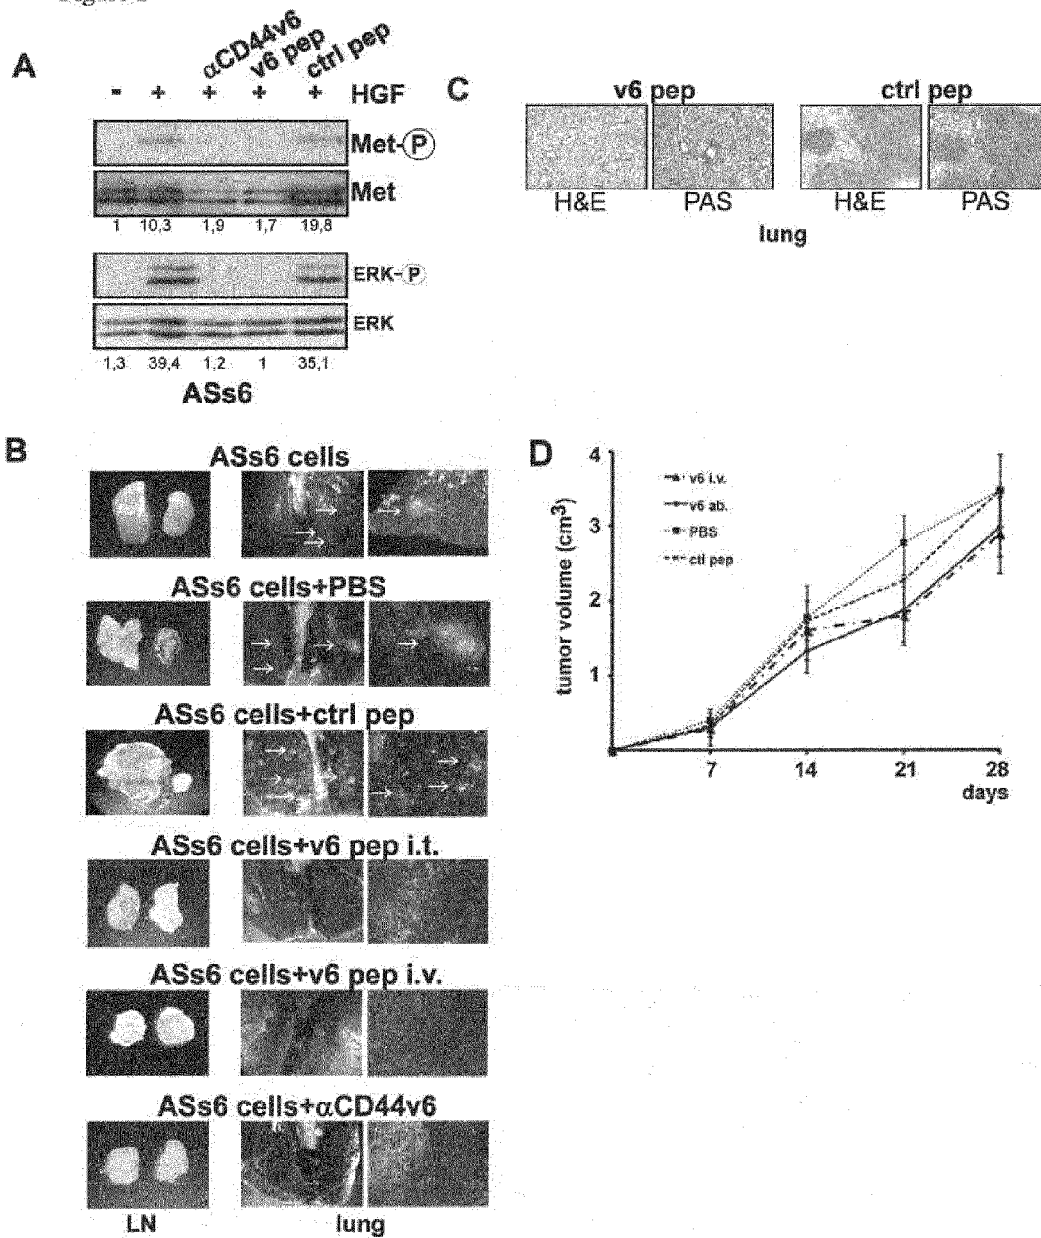 A
αCD44v6
v6 pep
ctrl pep
- + + + + HGF
Met-P
Met
1 10,3 1,9 1,7 19,8
ERK-P
ERK
1,3 39,4 1,2 1 35,1
ASs6
C
v6 pep
ctrl pep
H&E PAS H&E PAS
lung
B
ASs6 cells
ASs6 cells+PBS
ASs6 cells+ctrl pep
ASs6 cells+v6 pep i.t.
ASs6 cells+v6 pep i.v.
ASs6 cells+αCD44v6
LN lung
D
tumor volume (cm³)
4
3
2
1
v6 i.v.
v6 ab.
PBS
ctl pep
7 14 21 28
days